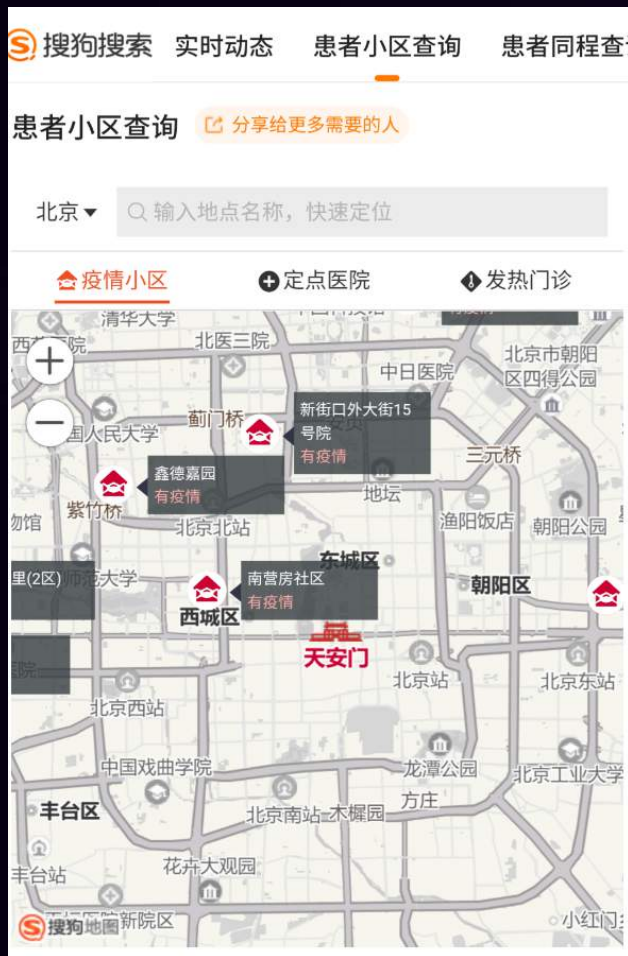 搜狗搜索 实时动态 患者小区查询 患者同程查
患者小区查询 分享给更多需要的人
北京 输入地点名称，快速定位
疫情小区 定点医院 发热门诊
清华大学
北医三院
中日医院
北京市朝阳
区四得公园
国人民大学
蓟门桥
新街口外大街15
号院
有疫情
三元桥
鑫德嘉园
有疫情
紫竹桥
地坛
渔阳饭店
朝阳公园
物馆
北京北站
东城区
里(2区)
范大学
南营房社区
有疫情
朝阳区
西城区
天安门
北京站
北京东站
北京西站
中国戏曲学院
龙潭公园
北京工业大学
丰台区
北京南站
木樨园
方庄
丰台站
花卉大观园
搜狗地图
新院区
小红门